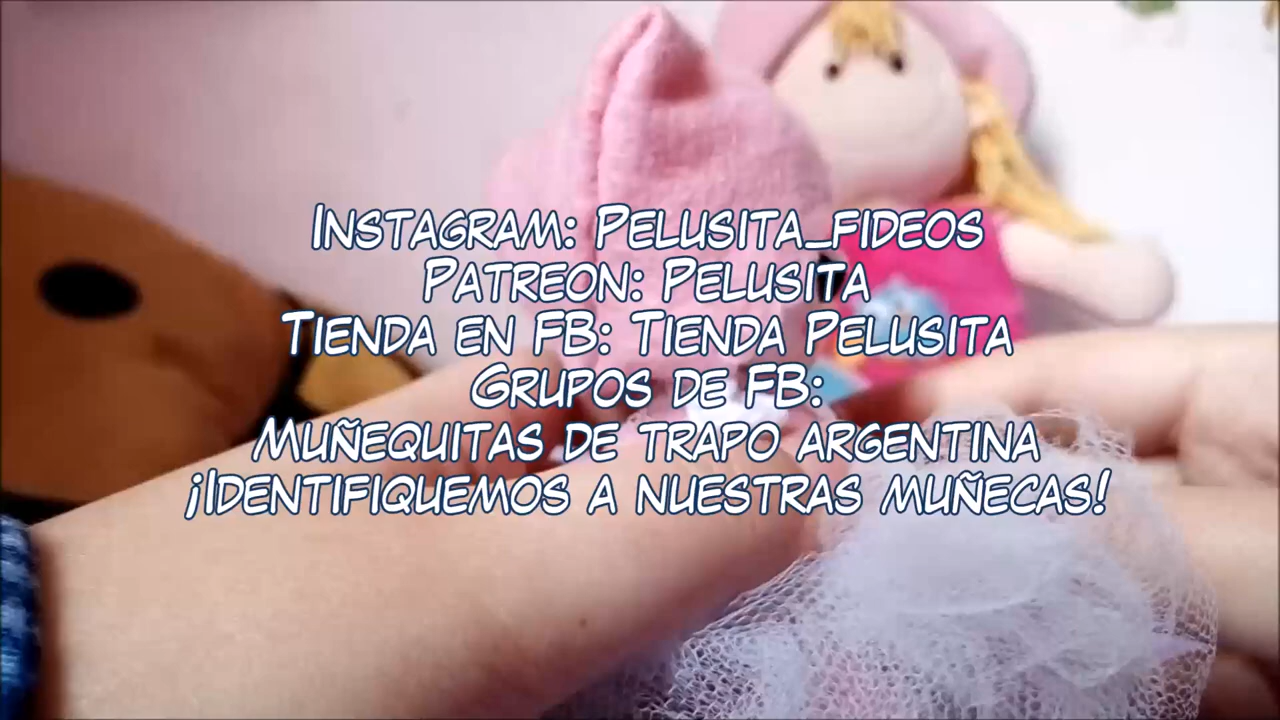 Instagram: Pelusita_fideos
Patreon: Pelusita
Tienda en FB: Tienda Pelusita
Grupos de FB:
Muñequitas de trapo argentina
¡Identifiquemos a nuestras muñecas!